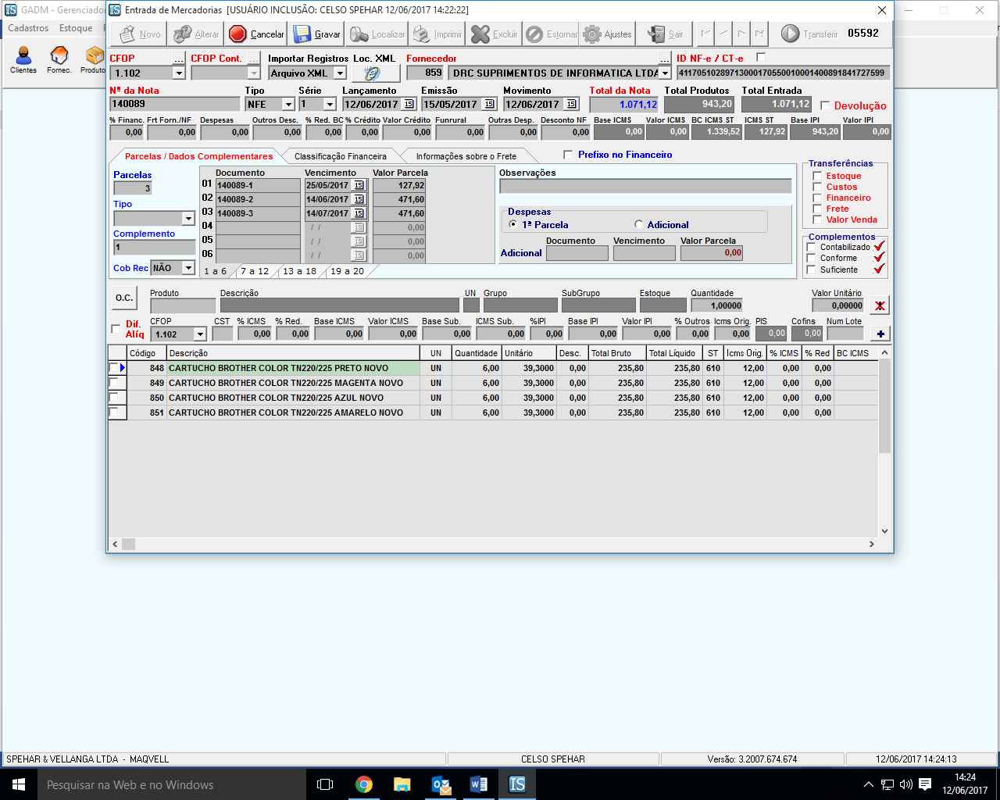 GADM - Gerenciador
Entrada de Mercadorias [USUÁRIO INCLUSÃO: CELSO SPEHAR 12/06/2017 14:22:22]
Cadastros Estoque
Clientes Fornec. Produto
Novo Alterar Cancelar Gravar Localizar Imprimir Excluir Estornar Ajustes Sair Transferir 05592
CFOP ... CFOP Cont. ... Importar Registros Loc. XML Fornecedor ... ID NF-e / CT-e
1.102 Arquivo XML 859 DRC SUPRIMENTOS DE INFORMATICA LTDA 41170510289713000170550010001400891841727599
Nº da Nota Tipo Série Lançamento Emissão Movimento Total da Nota Total Produtos Total Entrada
140089 NFE 1 12/06/2017 15 15/05/2017 15 12/06/2017 15 1.071,12 943,20 1.071,12 Devolução
% Financ. Frt Forn./NF Despesas Outros Desc. % Red. BC % Crédito Valor Crédito Funrural Outras Desp. Desconto NF Base ICMS Valor ICMS BC ICMS ST ICMS ST Base IPI Valor IPI
0,00 0,00 0,00 0,00 0,00 0,00 0,00 0,00 0,00 0,00 0,00 0,00 1.339,52 127,92 943,20 0,00
Parcelas / Dados Complementares Classificação Financeira Informações sobre o Frete Prefixo no Financeiro
Parcelas
3
Tipo
Complemento
1
Cob Rec NÃO
Documento Vencimento Valor Parcela
01 140089-1 25/05/2017 15 127,92
02 140089-2 14/06/2017 15 471,60
03 140089-3 14/07/2017 15 471,60
04 / / 15 0,00
05 / / 15 0,00
06 / / 15 0,00
1 a 6 7 a 12 13 a 18 19 a 20
Observações
Despesas
1ª Parcela Adicional
Documento Vencimento Valor Parcela
Adicional 0,00
Transferências
Estoque
Custos
Financeiro
Frete
Valor Venda
Complementos
Contabilizado
Conforme
Suficiente
O.C. Produto Descrição UN Grupo SubGrupo Estoque Quantidade Valor Unitário
1,00000 0,00000 X
Dif. Alíq CFOP CST % ICMS % Red. Base ICMS Valor ICMS Base Sub. ICMS Sub. %IPI Base IPI Valor IPI % Outros Icms Orig. PIS Cofins Num Lote
1.102 0,00 0,00 0,00 0,00 0,00 0,00 0,00 0,00 0,00 0,00 0,00 0,00 0,00 +
Código Descrição UN Quantidade Unitário Desc. Total Bruto Total Líquido ST Icms Orig. % ICMS % Red BC ICMS
848 CARTUCHO BROTHER COLOR TN220/225 PRETO NOVO UN 6,00 39,3000 0,00 235,80 235,80 610 12,00 0,00 0,00
849 CARTUCHO BROTHER COLOR TN220/225 MAGENTA NOVO UN 6,00 39,3000 0,00 235,80 235,80 610 12,00 0,00 0,00
850 CARTUCHO BROTHER COLOR TN220/225 AZUL NOVO UN 6,00 39,3000 0,00 235,80 235,80 610 12,00 0,00 0,00
851 CARTUCHO BROTHER COLOR TN220/225 AMARELO NOVO UN 6,00 39,3000 0,00 235,80 235,80 610 12,00 0,00 0,00
SPEHAR & VELLANGA LTDA - MAQVELL CELSO SPEHAR Versão: 3.2007.674.674 12/06/2017 14:24:13
Pesquisar na Web e no Windows
14:24
12/06/2017